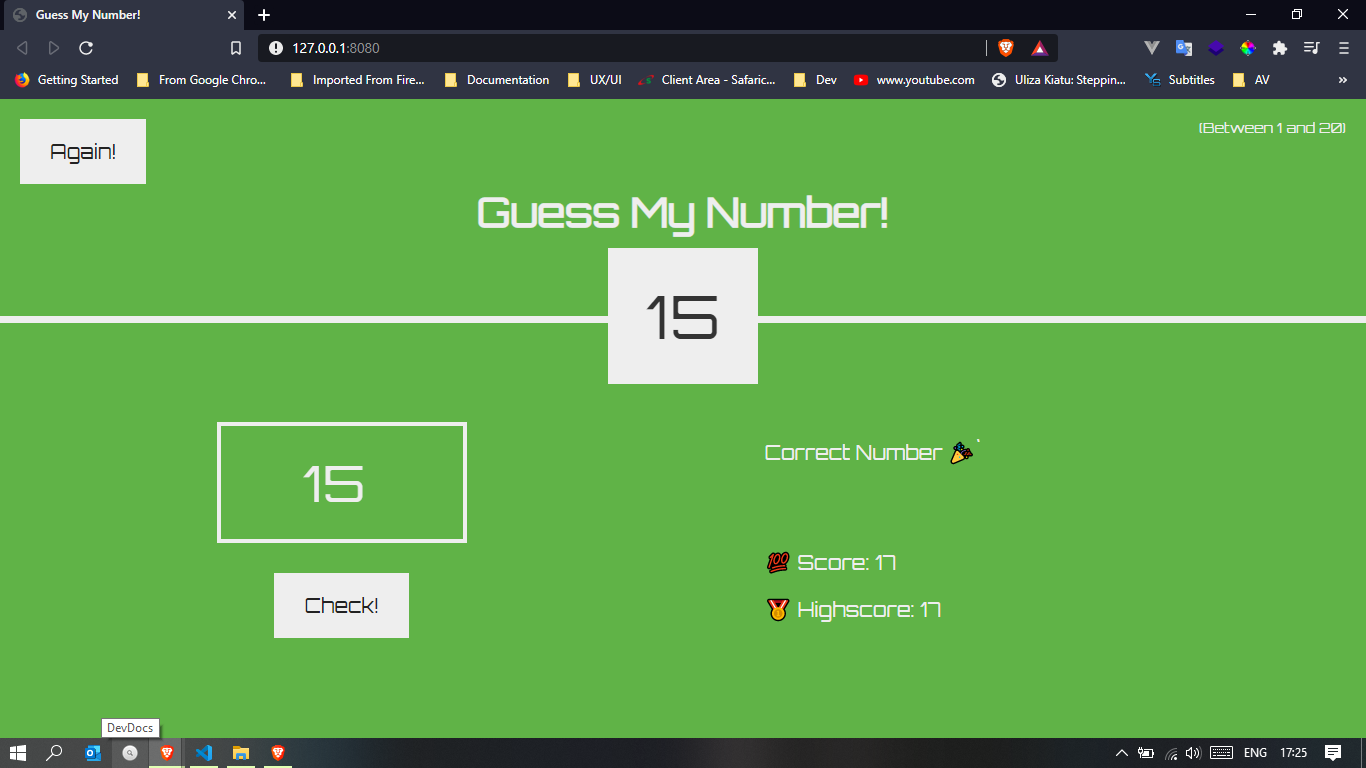 Guess My Number!
127.0.0.1:8080
Getting Started From Google Chro... Imported From Fire... Documentation UX/UI Client Area - Safaric... Dev www.youtube.com Uliza Kiatu: Steppin... Subtitles AV »
Again!
(Between 1 and 20)
Guess My Number!
15
15
Correct Number 🎉`
💯 Score: 17
🥇 Highscore: 17
Check!
DevDocs
ENG 17:25